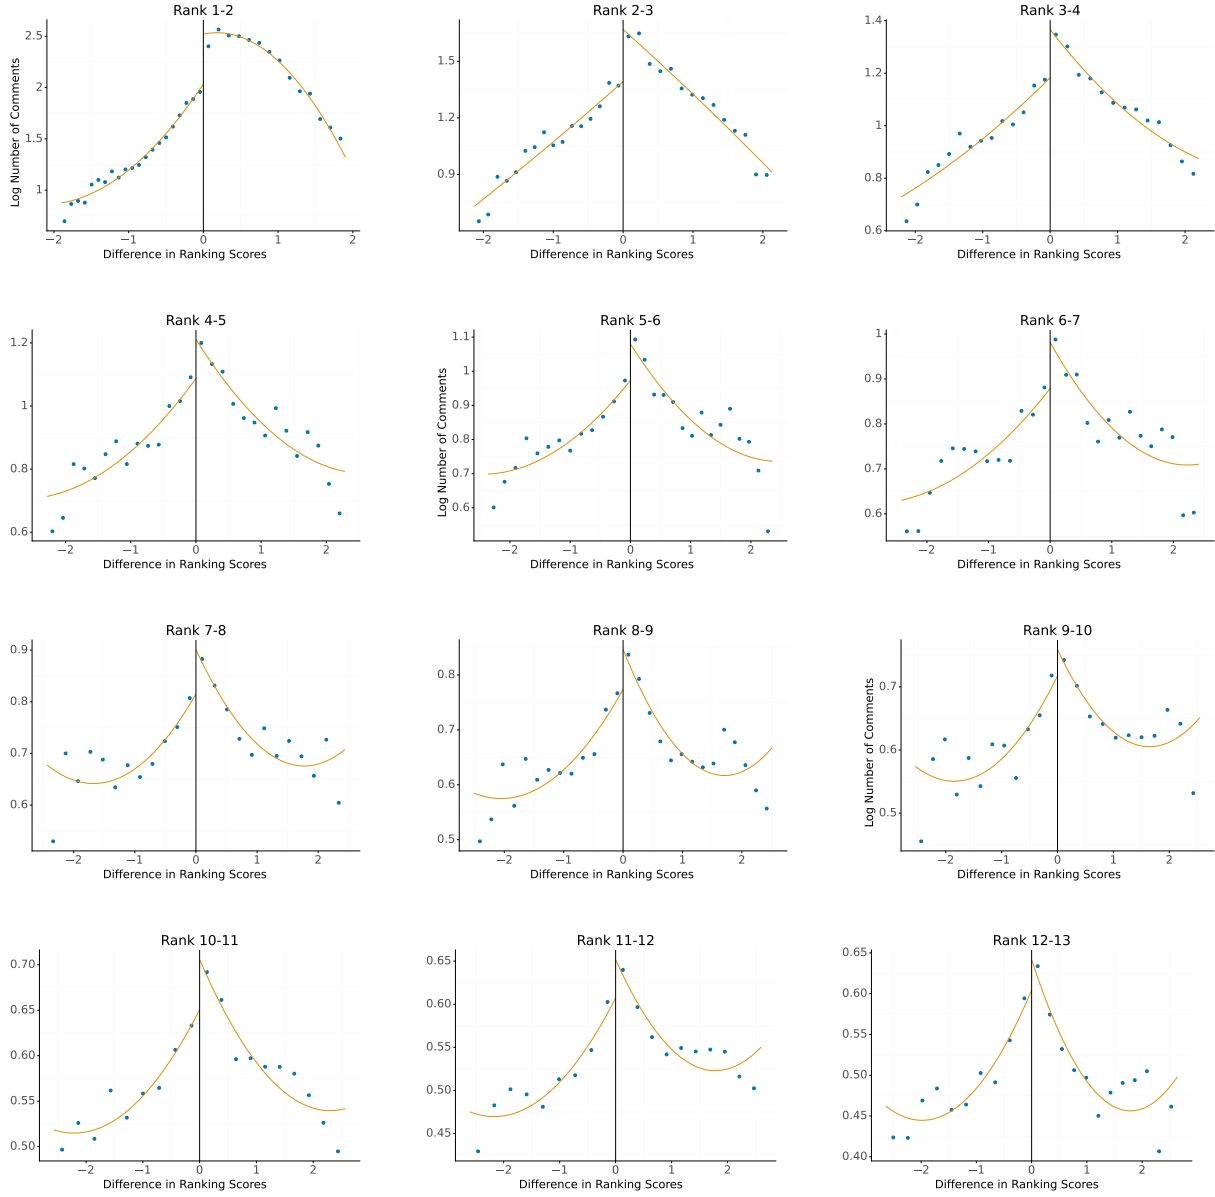 Rank 1-2
Log Number of Comments
2.5
2
1.5
1
−2 −1 0 1 2
Difference in Ranking Scores
Rank 2-3
1.5
1.2
0.9
−2 −1 0 1 2
Difference in Ranking Scores
Rank 3-4
1.4
1.2
1
0.8
0.6
−2 −1 0 1 2
Difference in Ranking Scores
Rank 4-5
1.2
1
0.8
0.6
−2 −1 0 1 2
Difference in Ranking Scores
Rank 5-6
Log Number of Comments
1.1
1
0.9
0.8
0.7
0.6
−2 −1 0 1 2
Difference in Ranking Scores
Rank 6-7
1
0.9
0.8
0.7
0.6
−2 −1 0 1 2
Difference in Ranking Scores
Rank 7-8
0.9
0.8
0.7
0.6
−2 −1 0 1 2
Difference in Ranking Scores
Rank 8-9
0.8
0.7
0.6
0.5
−2 −1 0 1 2
Difference in Ranking Scores
Rank 9-10
Log Number of Comments
0.7
0.6
0.5
−2 −1 0 1 2
Difference in Ranking Scores
Rank 10-11
0.70
0.65
0.60
0.55
0.50
−2 −1 0 1 2
Difference in Ranking Scores
Rank 11-12
0.65
0.60
0.55
0.50
0.45
−2 −1 0 1 2
Difference in Ranking Scores
Rank 12-13
0.65
0.60
0.55
0.50
0.45
0.40
−2 −1 0 1 2
Difference in Ranking Scores